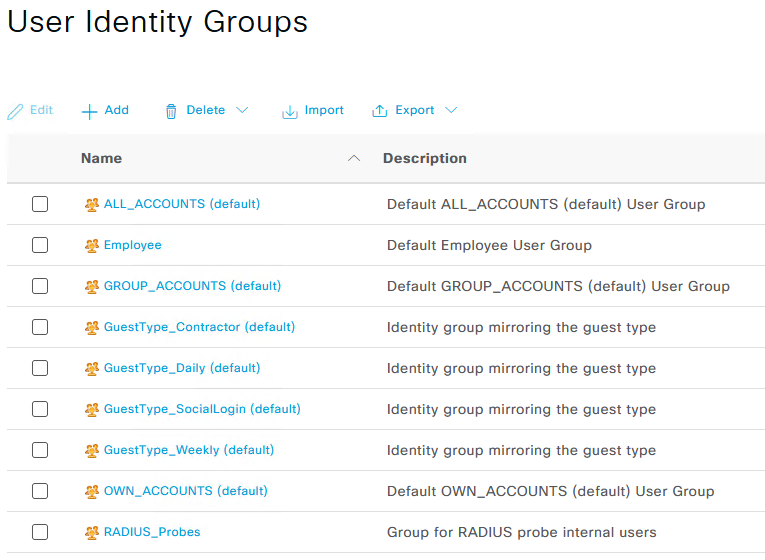 User Identity Groups
Edit Add Delete Import Export
Name Description
ALL_ACCOUNTS (default) Default ALL_ACCOUNTS (default) User Group
Employee Default Employee User Group
GROUP_ACCOUNTS (default) Default GROUP_ACCOUNTS (default) User Group
GuestType_Contractor (default) Identity group mirroring the guest type
GuestType_Daily (default) Identity group mirroring the guest type
GuestType_SocialLogin (default) Identity group mirroring the guest type
GuestType_Weekly (default) Identity group mirroring the guest type
OWN_ACCOUNTS (default) Default OWN_ACCOUNTS (default) User Group
RADIUS_Probes Group for RADIUS probe internal users